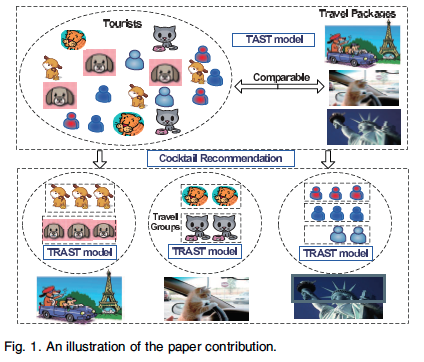 Tourists
Travel Packages
TAST model
Comparable
Cocktail Recommendation
Travel
Groups
TRAST model
TRAST model
TRAST model
Fig. 1. An illustration of the paper contribution.